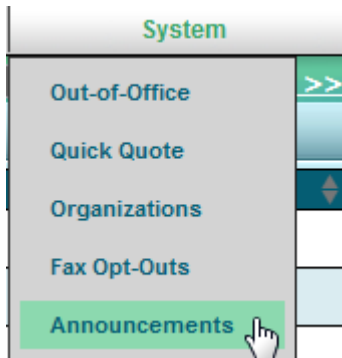 System
Out-of-Office
>>
Quick Quote
Organizations
Fax Opt-Outs
Announcements